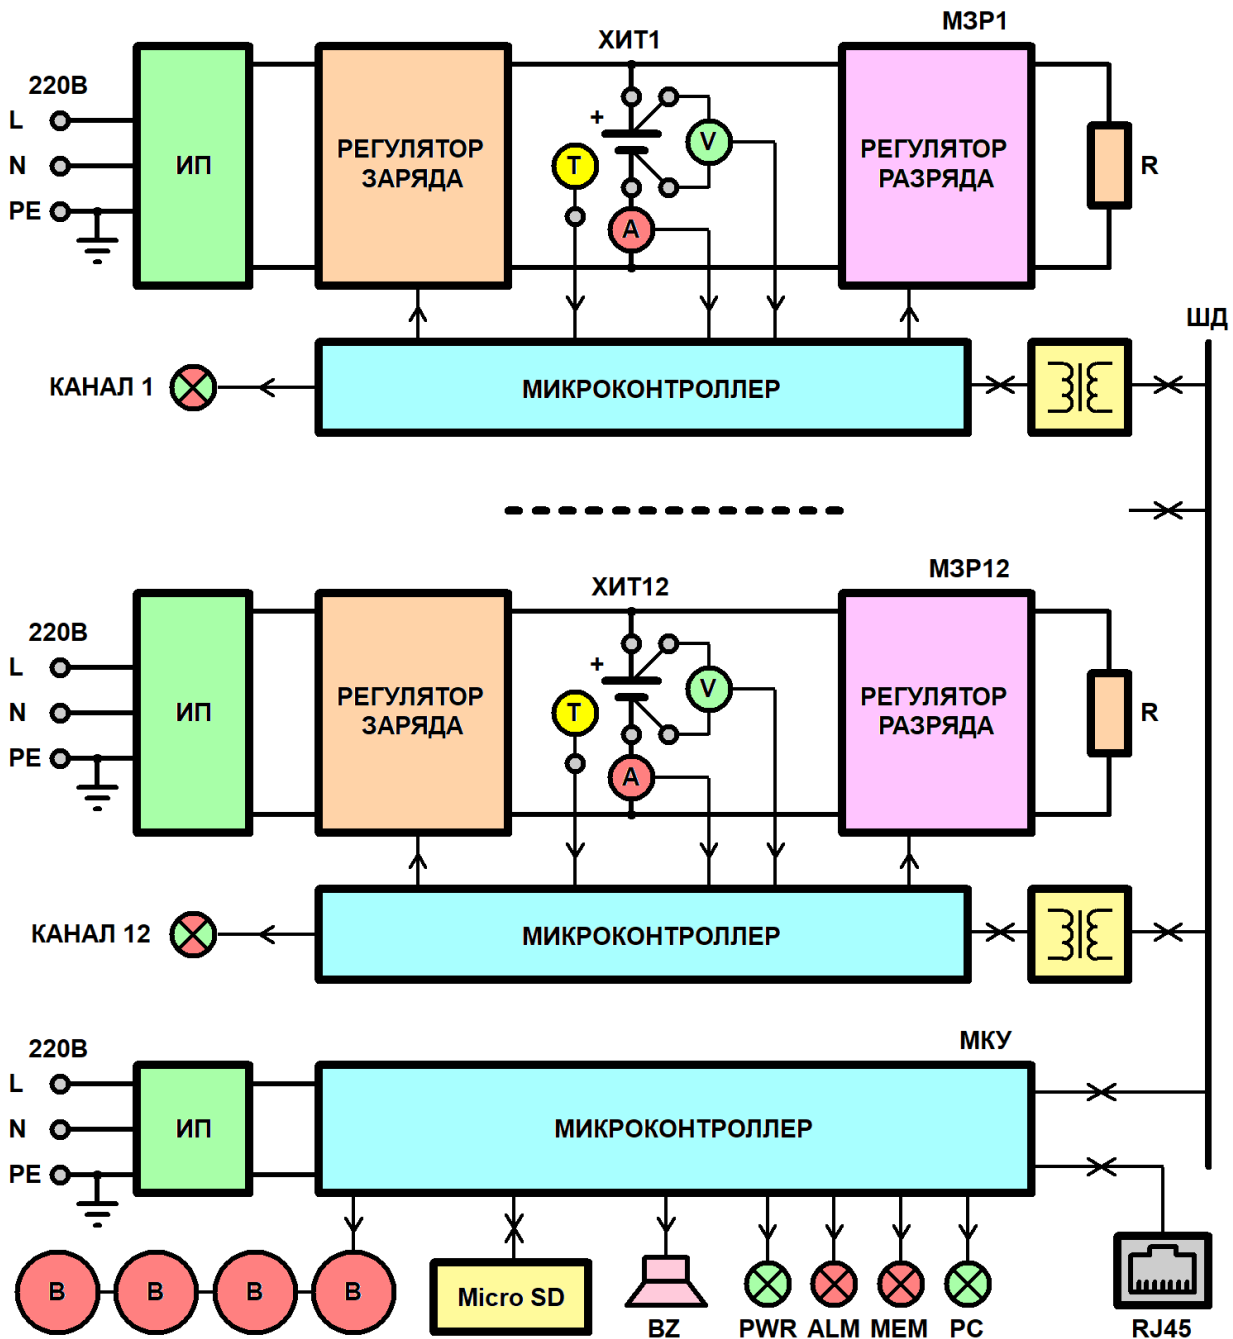 ХИТ1
МЗР1
220В
L
N
PE
ИП
РЕГУЛЯТОР
ЗАРЯДА
+
T
V
A
РЕГУЛЯТОР
РАЗРЯДА
R
ШД
КАНАЛ 1
МИКРОКОНТРОЛЛЕР
ХИТ12
МЗР12
220В
L
N
PE
ИП
РЕГУЛЯТОР
ЗАРЯДА
+
T
V
A
РЕГУЛЯТОР
РАЗРЯДА
R
КАНАЛ 12
МИКРОКОНТРОЛЛЕР
МКУ
220В
L
N
PE
ИП
МИКРОКОНТРОЛЛЕР
В
В
В
В
Micro SD
BZ
PWR
ALM
MEM
PC
RJ45